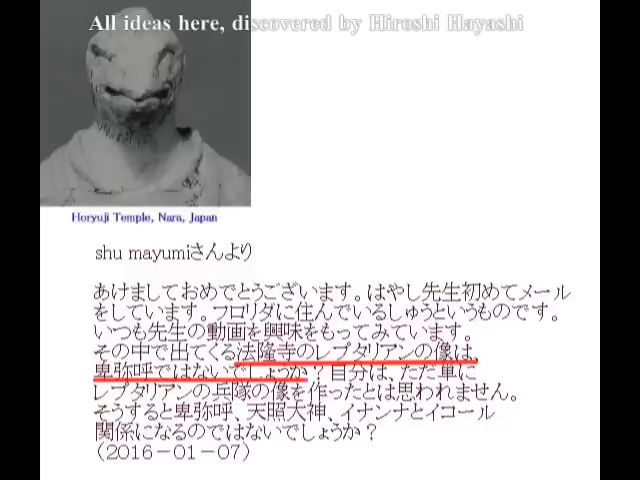 All ideas here, discovered by Hiroshi Hayashi
Horyuji Temple, Nara, Japan
shu mayumiさんより
あけましておめでとうございます。はやし先生初めてメール
をしています。フロリダに住んでいるしゅうというものです。
いつも先生の動画を興味をもってみています。
その中で出てくる法隆寺のレプタリアンの像は、
卑弥呼ではないでしょうか？自分は、ただ単に
レプタリアンの兵隊の像を作ったとは思われません。
そうすると卑弥呼、天照大神、イナンナとイコール
関係になるのではないでしょうか？
（2016－01－07）